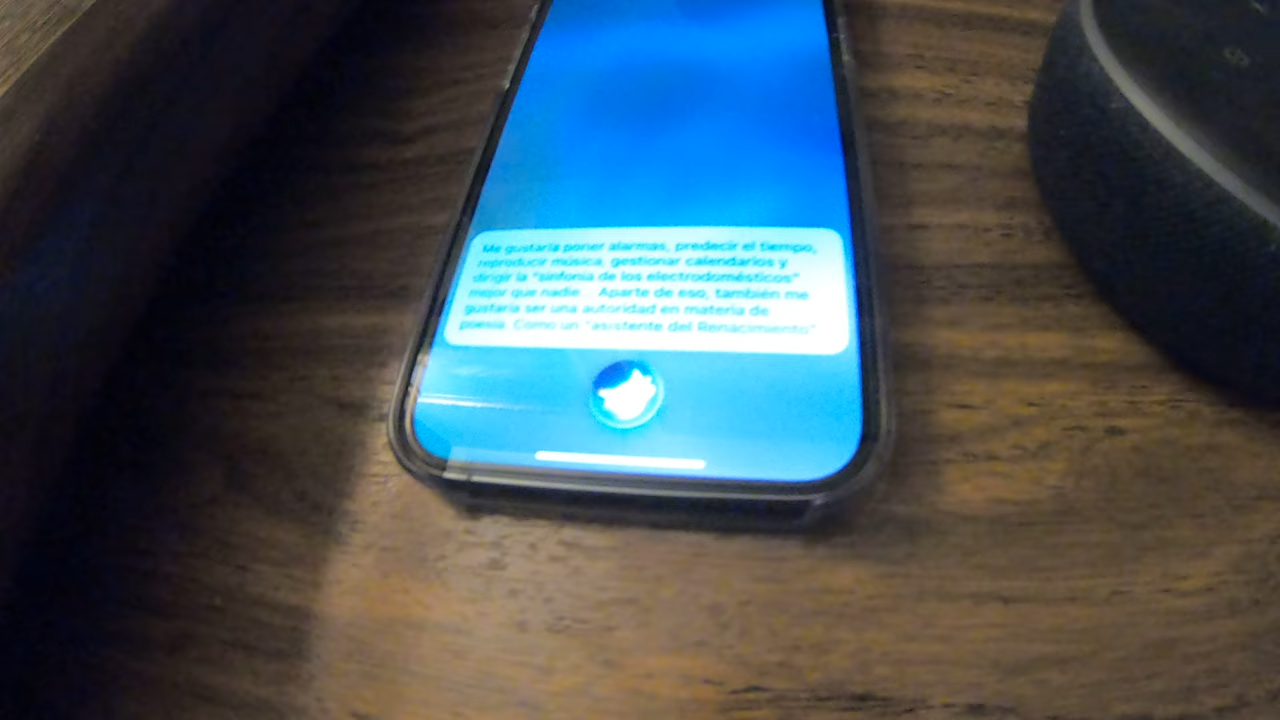 Me gustaría poner alarmas, predecir el tiempo,
reproducir música, gestionar calendarios y
dirigir la "sinfonía de los electrodomésticos"
mejor que nadie... Aparte de eso, también me
gustaría ser una autoridad en materia de
poesía. Como un "asistente del Renacimiento".